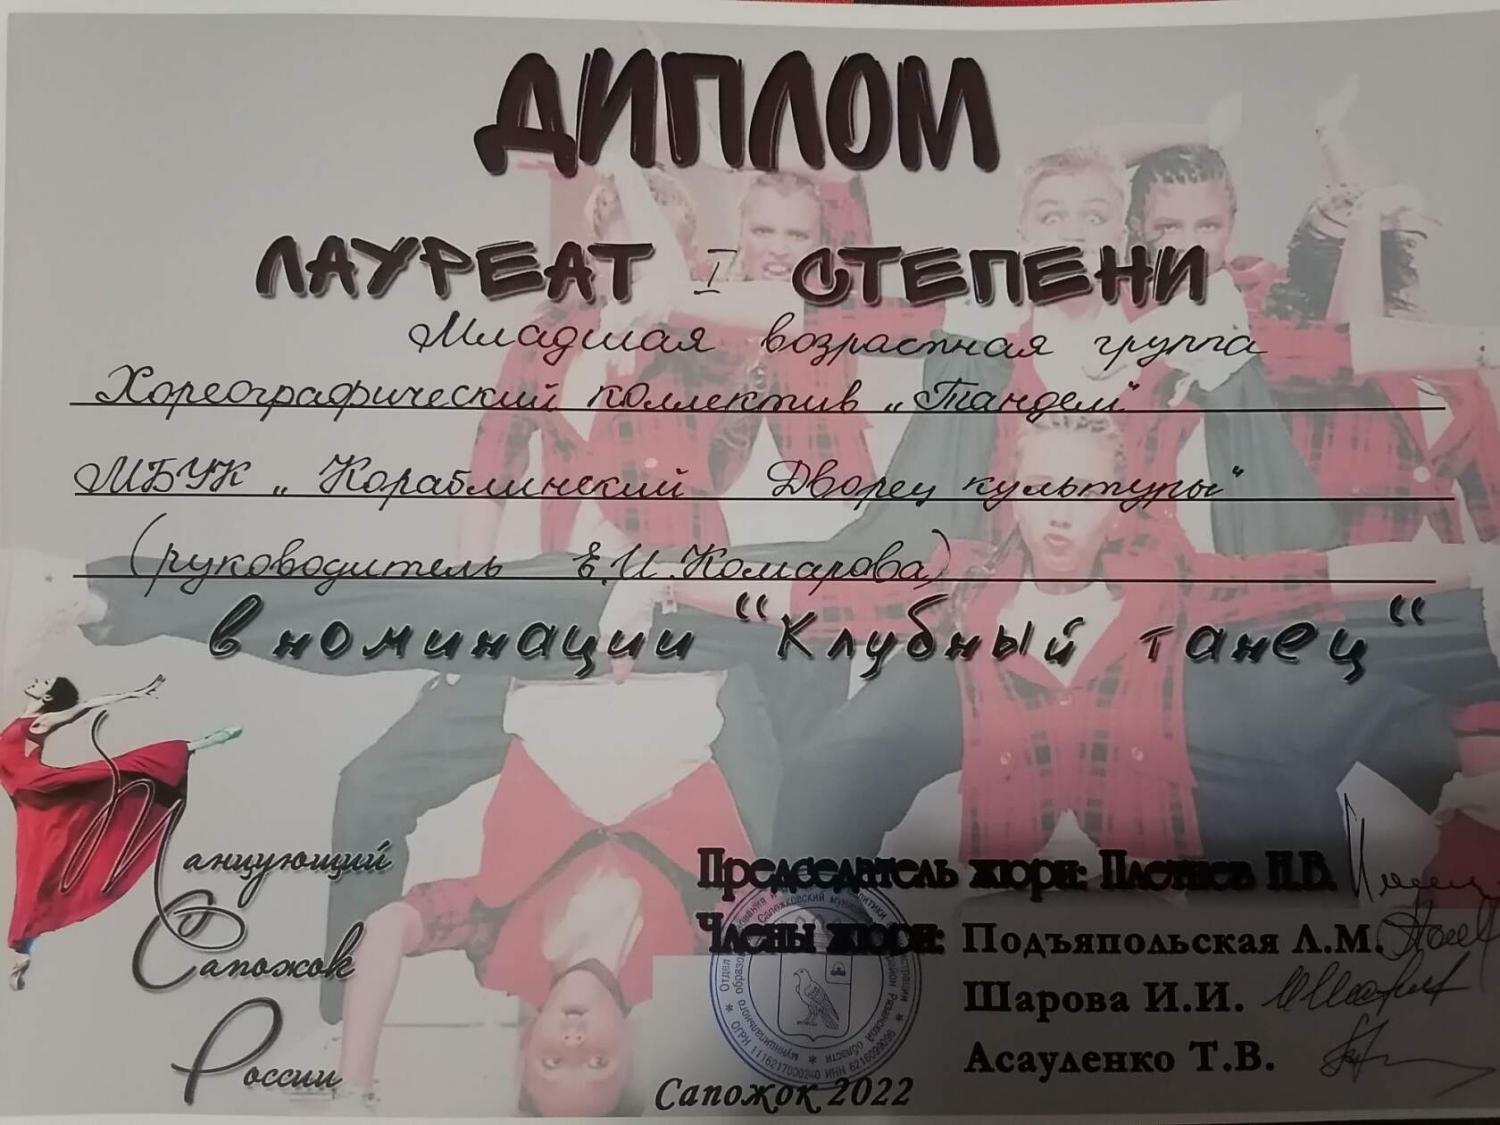 ДИПЛОМ
ЛАУРЕАТ I СТЕПЕНИ
Младшая возрастная группа
Хореографический коллектив „Тандем“
МБУК „Кораблинский Дворец культуры“
(руководитель Е.И.Комарова)
в номинации “Клубный танец“
Танцующий
Сапожок
России
Председатель жюри: Плетнев И.В.
Члены жюри: Подъяпольская Л.М.
Шарова И.И.
Асауленко Т.В.
Сапожок 2022